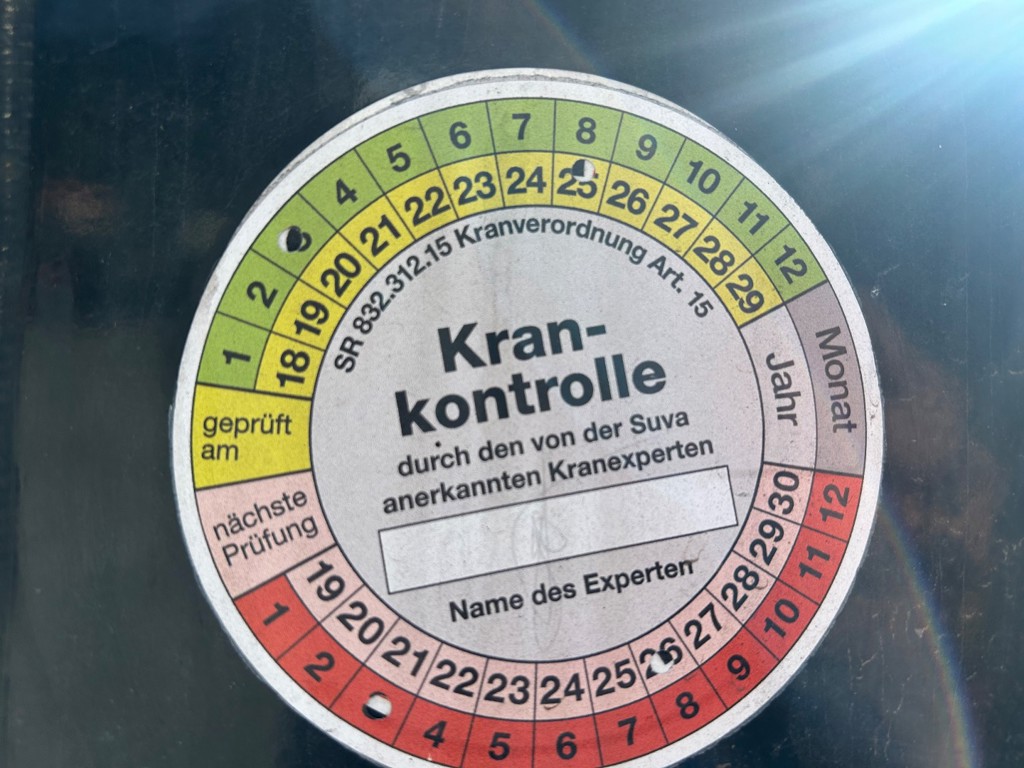 1 2 3 4 5 6 7 8 9 10 11 12
Monat
18 19 20 21 22 23 24 25 26 27 28 29
Jahr
geprüft
am
SR 832.312.15 Kranverordnung Art. 15
Kran-
kontrolle
durch den von der Suva
anerkannten Kranexperten
Name des Experten
nächste
Prüfung
19 20 21 22 23 24 25 26 27 28 29 30
1 2 4 5 6 7 8 9 10 11 12